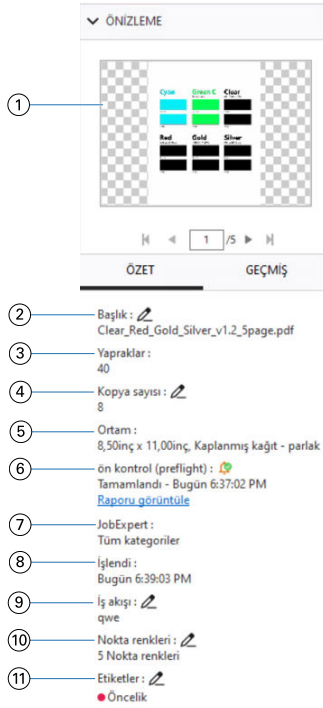 ÖNİZLEME
1
Cyan Green C Clear
Red Gold Silver
1 /5
ÖZET GEÇMİŞ
2 Başlık :
Clear_Red_Gold_Silver_v1.2_5page.pdf
3 Yapraklar :
40
4 Kopya sayısı :
8
5 Ortam :
8,50inç x 11,00inç, Kaplanmış kağıt - parlak
6 ön kontrol (preflight) :
Tamamlandı - Bugün 6:37:02 PM
Raporu görüntüle
7 JobExpert :
Tüm kategoriler
8 İşlendi :
Bugün 6:39:03 PM
9 İş akışı :
qwe
10 Nokta renkleri :
5 Nokta renkleri
11 Etiketler :
Öncelik